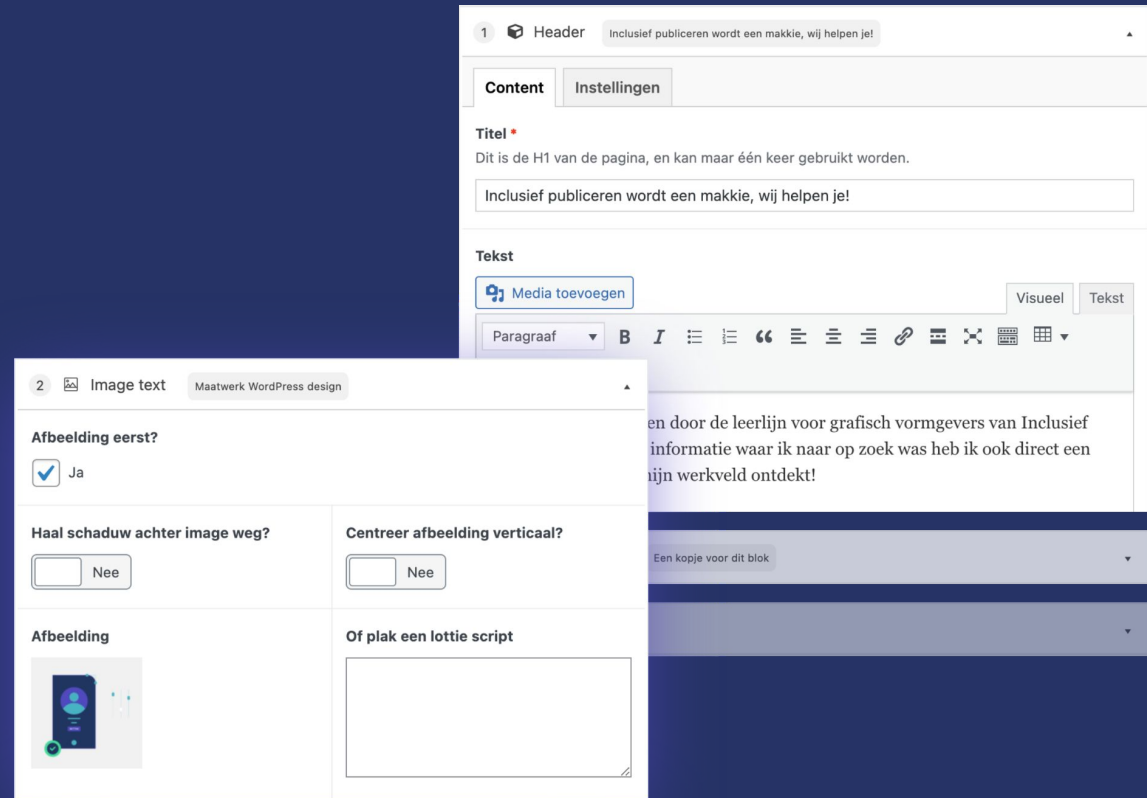 1 Header Inclusief publiceren wordt een makkie, wij helpen je!
Content Instellingen
Titel *
Dit is de H1 van de pagina, en kan maar één keer gebruikt worden.
Inclusief publiceren wordt een makkie, wij helpen je!
Tekst
Media toevoegen
Visueel Tekst
Paragraaf B I
en door de leerlijn voor grafisch vormgevers van Inclusief
informatie waar ik naar op zoek was heb ik ook direct een
mijn werkveld ontdekt!
Een kopje voor dit blok
2 Image text Maatwerk WordPress design
Afbeelding eerst?
Ja
Haal schaduw achter image weg? Centreer afbeelding verticaal?
Nee Nee
Afbeelding Of plak een lottie script